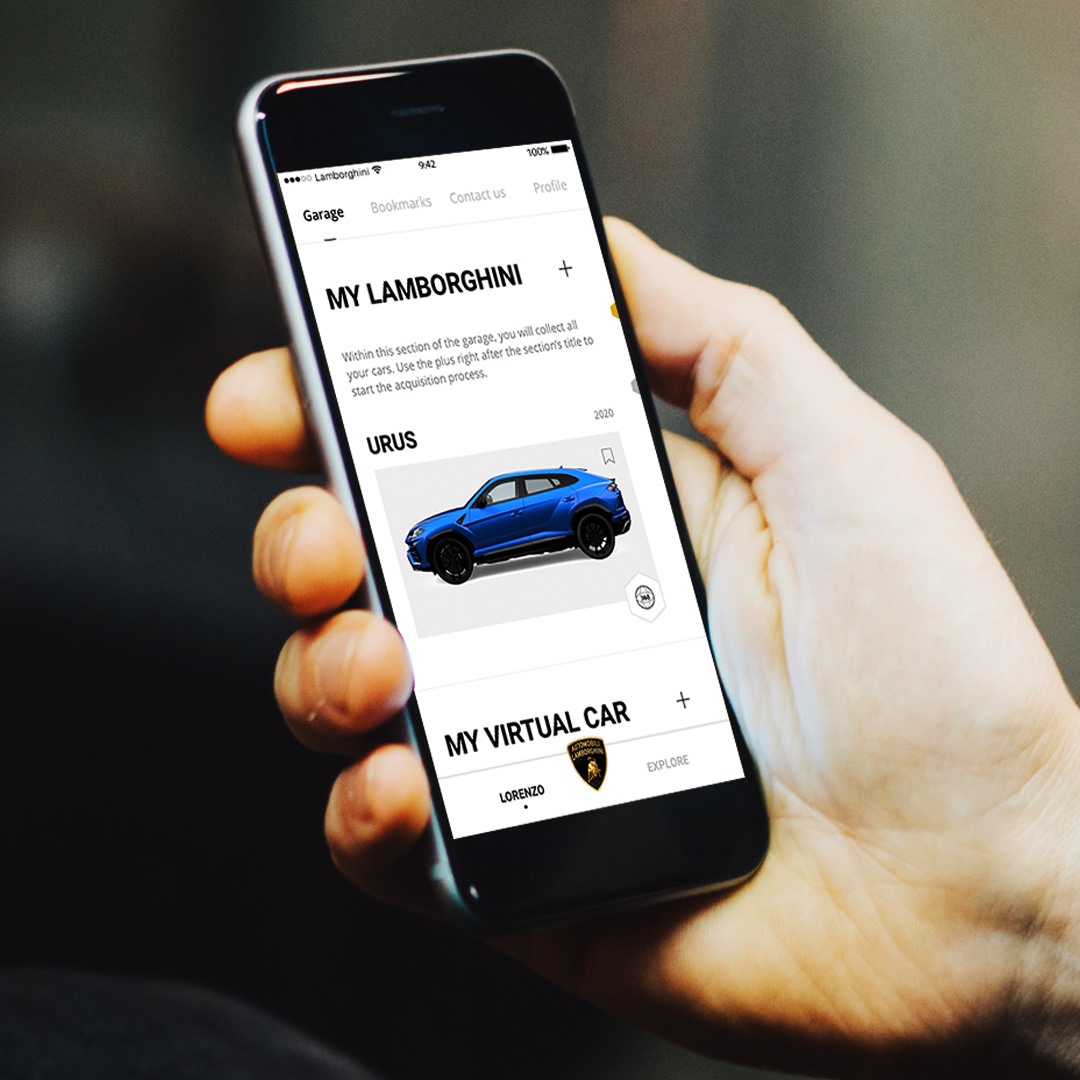 Lamborghini 9:42 100%
Garage Bookmarks Contact us Profile
MY LAMBORGHINI +
Within this section of the garage, you will collect all
your cars. Use the plus right after the section's title to
start the acquisition process.
2020
URUS
360
MY VIRTUAL CAR +
AUTOMOBILI
LAMBORGHINI
LORENZO EXPLORE